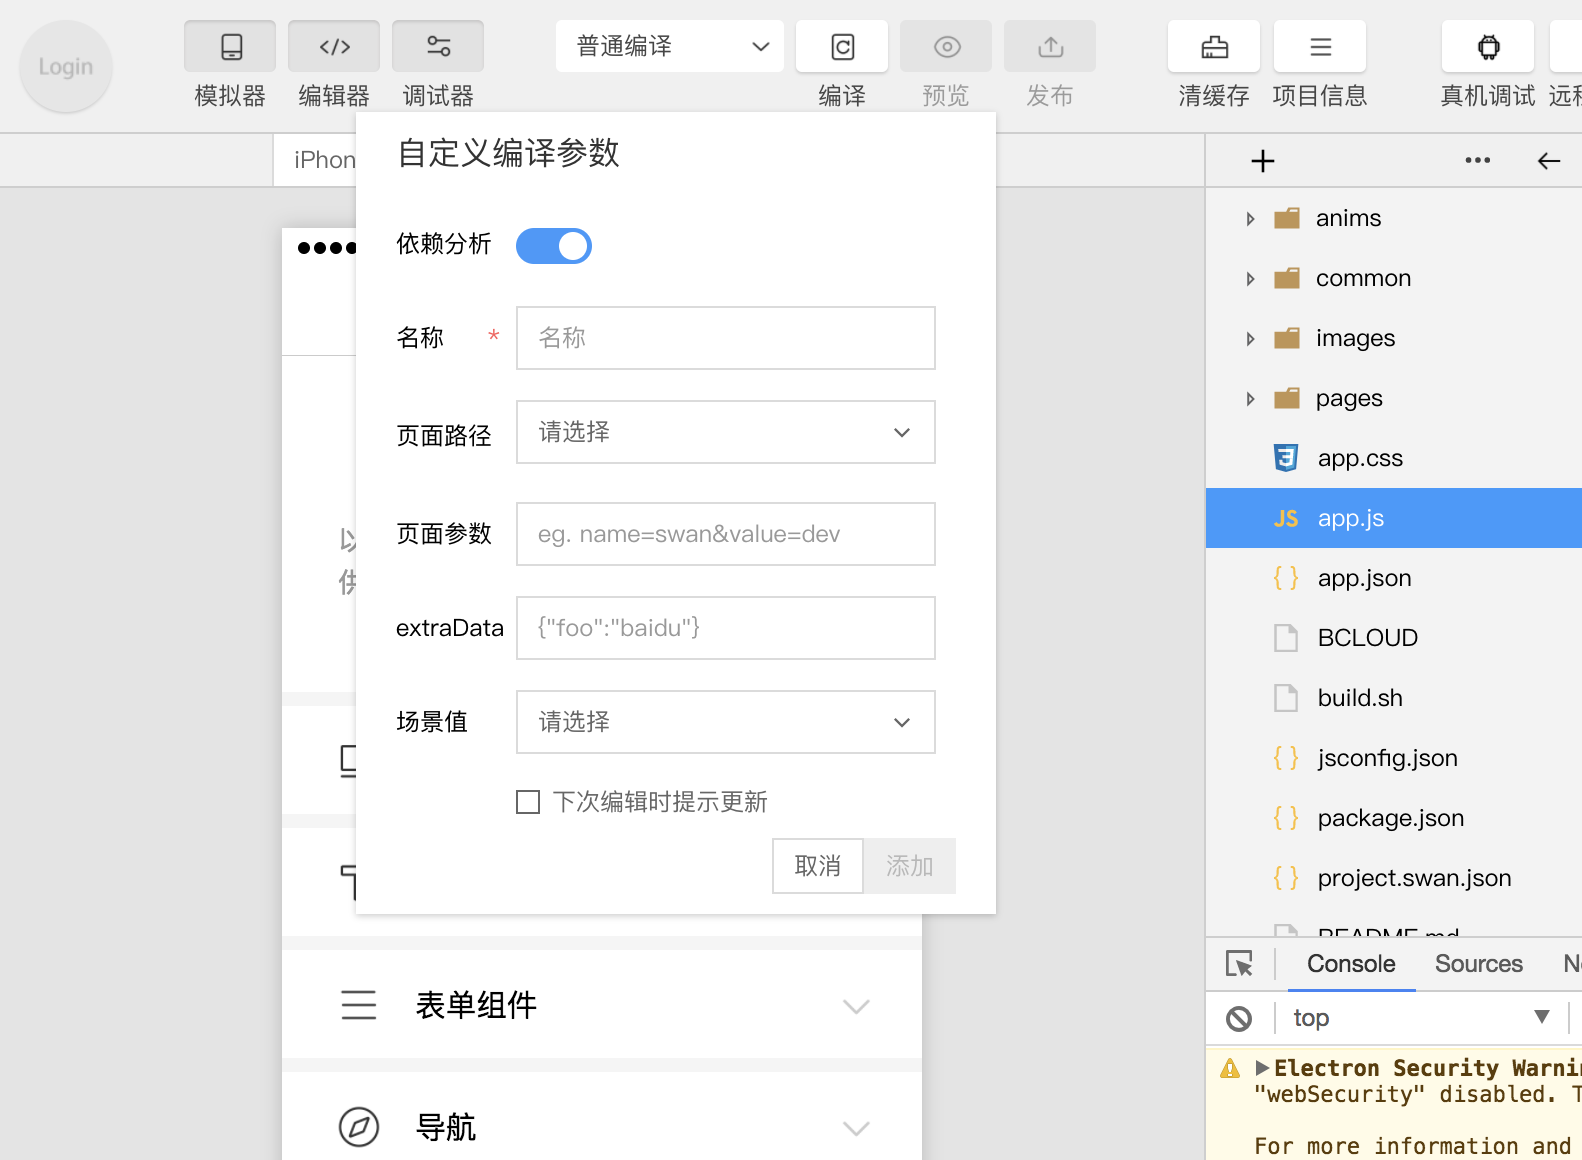 Login
模拟器
编辑器
调试器
普通编译
编译
预览
发布
清缓存
项目信息
真机调试
远程
iPhon
自定义编译参数
依赖分析
名称 * 名称
页面路径 请选择
页面参数 eg. name=swan&value=dev
extraData {"foo":"baidu"}
场景值 请选择
下次编辑时提示更新
取消 添加
以
供
表单组件
导航
anims
common
images
pages
app.css
JS app.js
app.json
BCLOUD
build.sh
jsconfig.json
package.json
project.swan.json
README.md
Console Sources
top
Electron Security Warnin
"webSecurity" disabled. T
For more information and